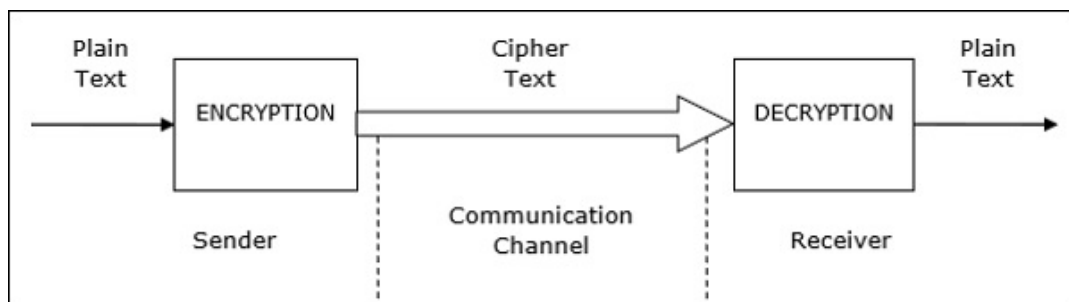 Plain
Text
ENCRYPTION
Cipher
Text
DECRYPTION
Plain
Text
Sender
Communication
Channel
Receiver